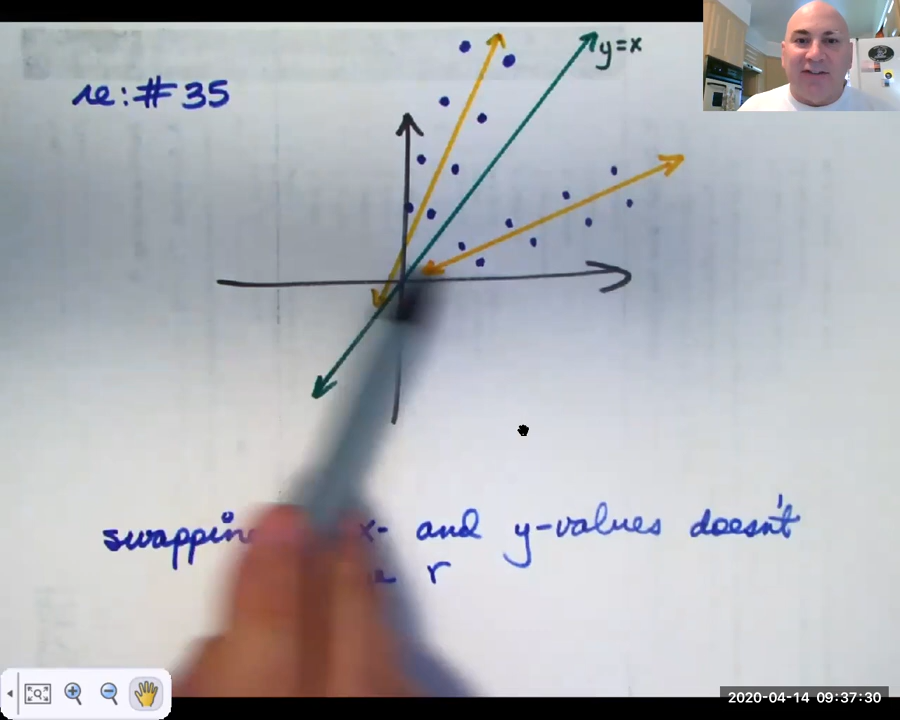 y=x
re: #35
swappin x- and y-values doesn't
r
2020-04-14 09:37:30